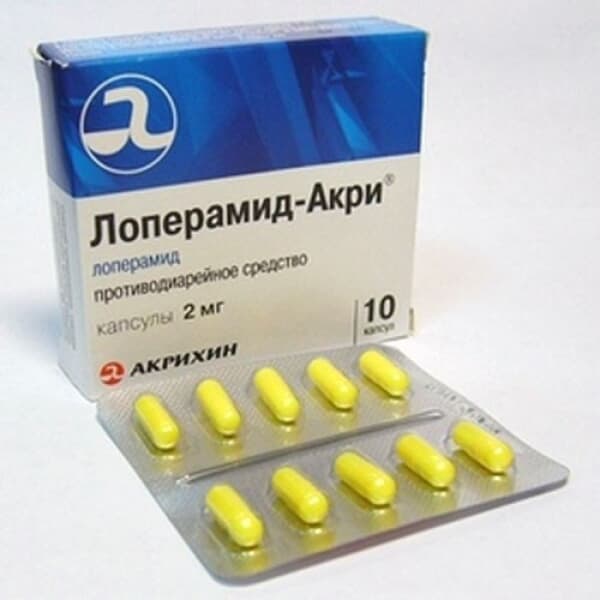 Лоперамид-Акри®
лоперамид
противодиарейное средство
капсулы 2 мг
10
капсул
АКРИХИН